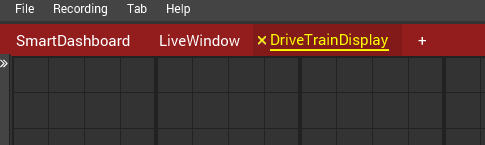 File Recording Tab Help
SmartDashboard LiveWindow × DriveTrainDisplay +
»